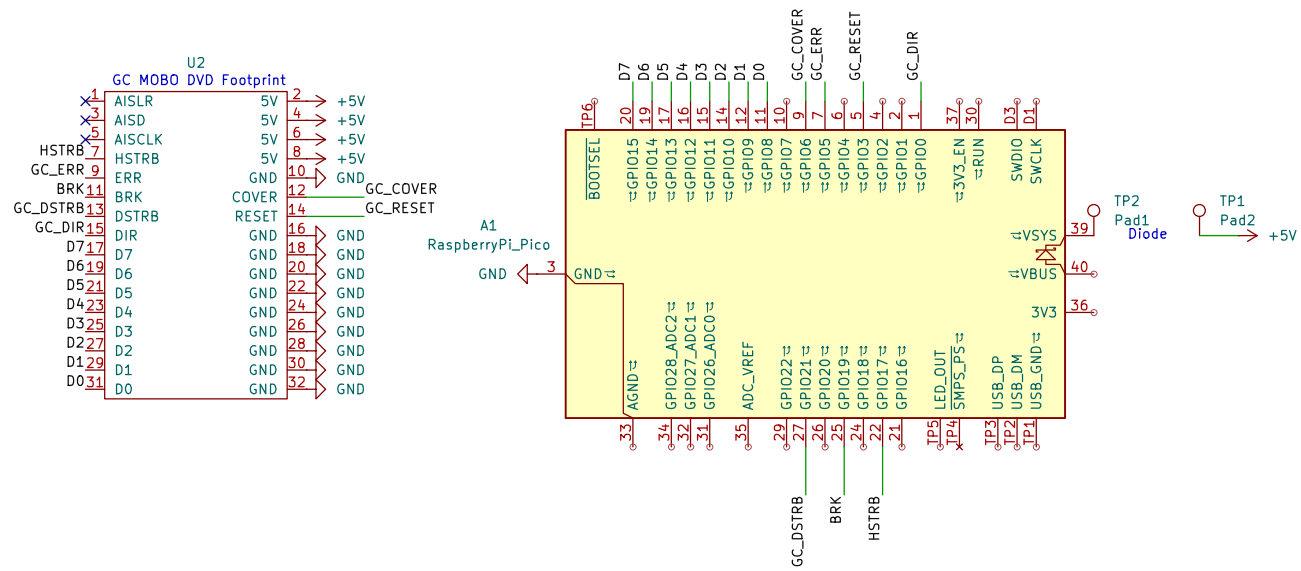 U2
GC MOBO DVD Footprint
1 AISLR 5V 2 +5V
3 AISD 5V 4 +5V
5 AISCLK 5V 6 +5V
HSTRB 7 HSTRB 5V 8 +5V
GC_ERR 9 ERR GND 10 GND
BRK 11 BRK COVER 12 GC_COVER
GC_DSTRB 13 DSTRB RESET 14 GC_RESET
GC_DIR 15 DIR GND 16 GND
D7 17 D7 GND 18 GND
D6 19 D6 GND 20 GND
D5 21 D5 GND 22 GND
D4 23 D4 GND 24 GND
D3 25 D3 GND 26 GND
D2 27 D2 GND 28 GND
D1 29 D1 GND 30 GND
D0 31 D0 GND 32 GND
A1
RaspberryPi_Pico
GND 3 GND
TP6 BOOTSEL
D7 20 GPIO15
D6 19 GPIO14
D5 17 GPIO13
D4 16 GPIO12
D3 15 GPIO11
D2 14 GPIO10
D1 12 GPIO9
D0 11 GPIO8
10 GPIO7
GC_COVER 9 GPIO6
GC_ERR 7 GPIO5
6 GPIO4
GC_RESET 5 GPIO3
4 GPIO2
2 GPIO1
GC_DIR 1 GPIO0
37 3V3_EN
30 RUN
D3 SWDIO
D1 SWCLK
VSYS 39
VBUS 40
3V3 36
TP2
Pad1
Diode
TP1
Pad2
+5V
AGND 33
GPIO28_ADC2 34
GPIO27_ADC1 32
GPIO26_ADC0 31
ADC_VREF 35
GPIO22 29
GPIO21 27 GC_DSTRB
GPIO20 26
GPIO19 25 BRK
GPIO18 24
GPIO17 22 HSTRB
GPIO16 21
LED_OUT TP5
SMPS_PS TP4
USB_DP TP3
USB_DM TP2
USB_GND TP1